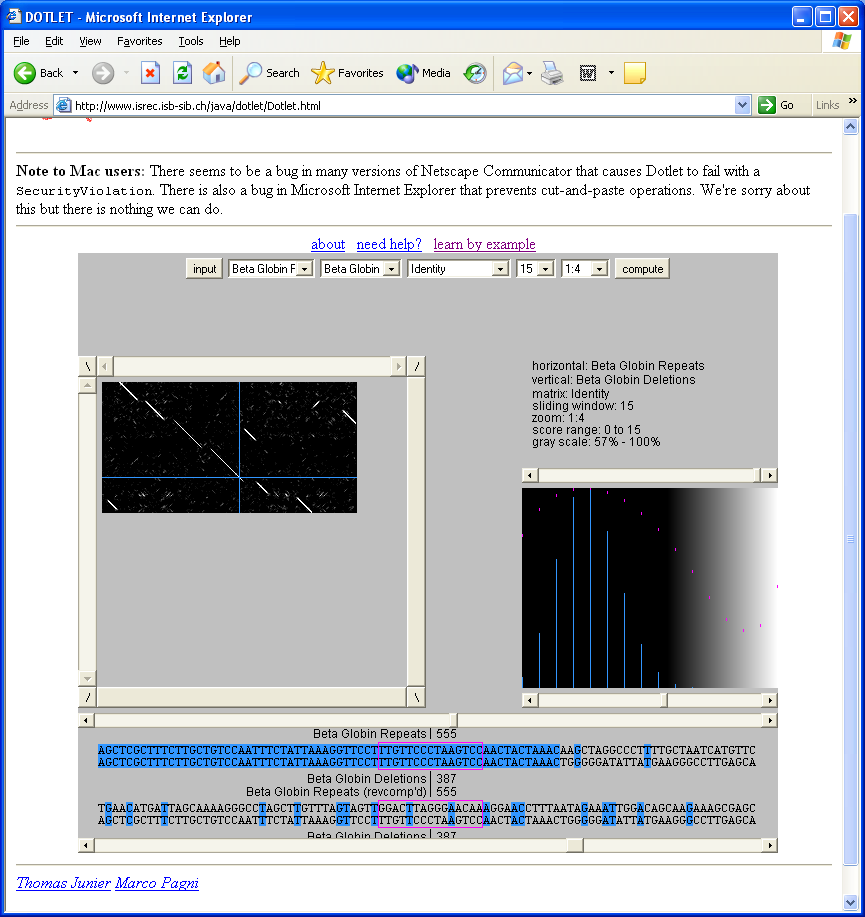 DOTLET - Microsoft Internet Explorer
File Edit View Favorites Tools Help
Back Search Favorites Media
Address http://www.isrec.isb-sib.ch/java/dotlet/Dotlet.html Go Links »
Note to Mac users: There seems to be a bug in many versions of Netscape Communicator that causes Dotlet to fail with a
SecurityViolation. There is also a bug in Microsoft Internet Explorer that prevents cut-and-paste operations. We're sorry about
this but there is nothing we can do.
about need help? learn by example
input Beta Globin F Beta Globin Identity 15 1:4 compute
\ /
horizontal: Beta Globin Repeats
vertical: Beta Globin Deletions
matrix: Identity
sliding window: 15
zoom: 1:4
score range: 0 to 15
gray scale: 57% - 100%
/ \
Beta Globin Repeats | 555
AGCTCGCTTTCTTGCTGTCCAATTTCTATTAAAGGTTCCTTTGTTCCCTAAGTCCAACTACTAAACAAGCTAGGCCCTTTTGCTAATCATGTTC
AGCTCGCTTTCTTGCTGTCCAATTTCTATTAAAGGTTCCTTTGTTCCCTAAGTCCAACTACTAAACTGGGGGATATTATGAAGGGCCTTGAGCA
Beta Globin Deletions | 387
Beta Globin Repeats (revcomp'd) | 555
TGAACATGATTAGCAAAAGGGCCTAGCTTGTTTAGTAGTTGGACTTAGGGAACAAAGGAACCTTTAATAGAAATTGGACAGCAAGAAAGCGAGC
AGCTCGCTTTCTTGCTGTCCAATTTCTATTAAAGGTTCCTTTGTTCCCTAAGTCCAACTACTAAACTGGGGGATATTATGAAGGGCCTTGAGCA
Beta Globin Deletions | 387
Thomas Junier Marco Pagni